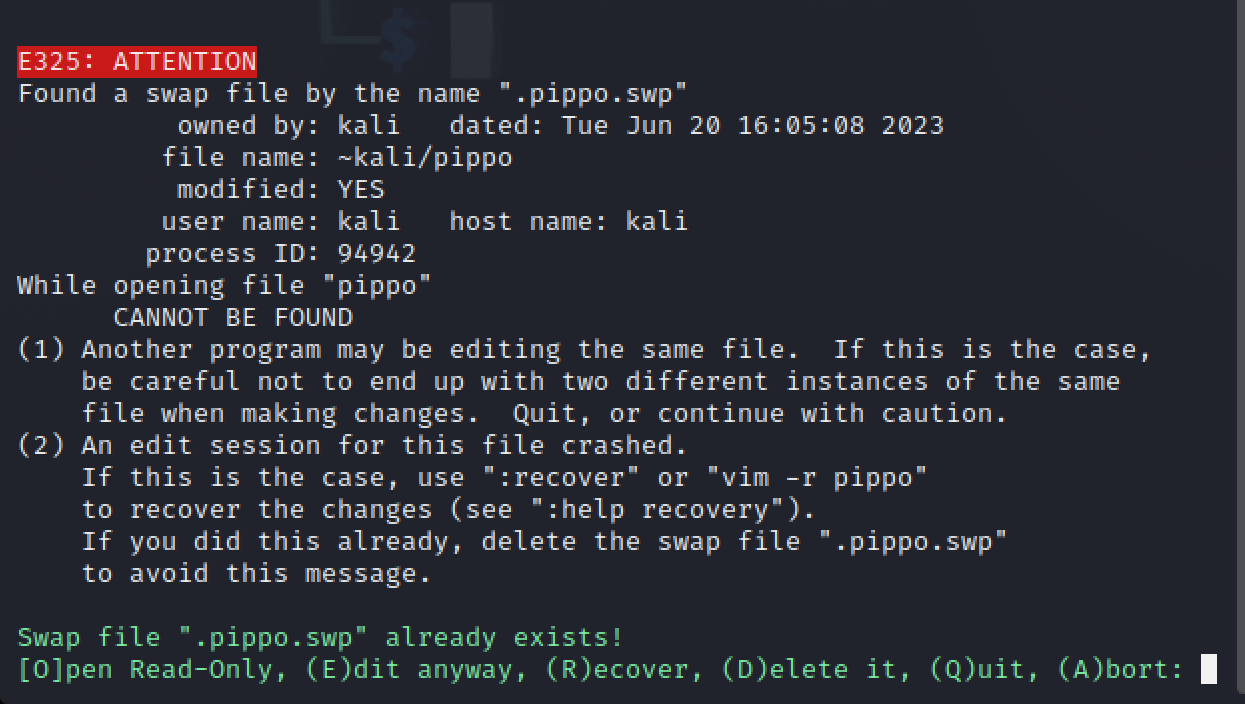 E325: ATTENTION
Found a swap file by the name ".pippo.swp"
          owned by: kali   dated: Tue Jun 20 16:05:08 2023
         file name: ~kali/pippo
          modified: YES
         user name: kali   host name: kali
        process ID: 94942
While opening file "pippo"
      CANNOT BE FOUND
(1) Another program may be editing the same file.  If this is the case,
    be careful not to end up with two different instances of the same
    file when making changes.  Quit, or continue with caution.
(2) An edit session for this file crashed.
    If this is the case, use ":recover" or "vim -r pippo"
    to recover the changes (see ":help recovery").
    If you did this already, delete the swap file ".pippo.swp"
    to avoid this message.

Swap file ".pippo.swp" already exists!
[O]pen Read-Only, (E)dit anyway, (R)ecover, (D)elete it, (Q)uit, (A)bort: